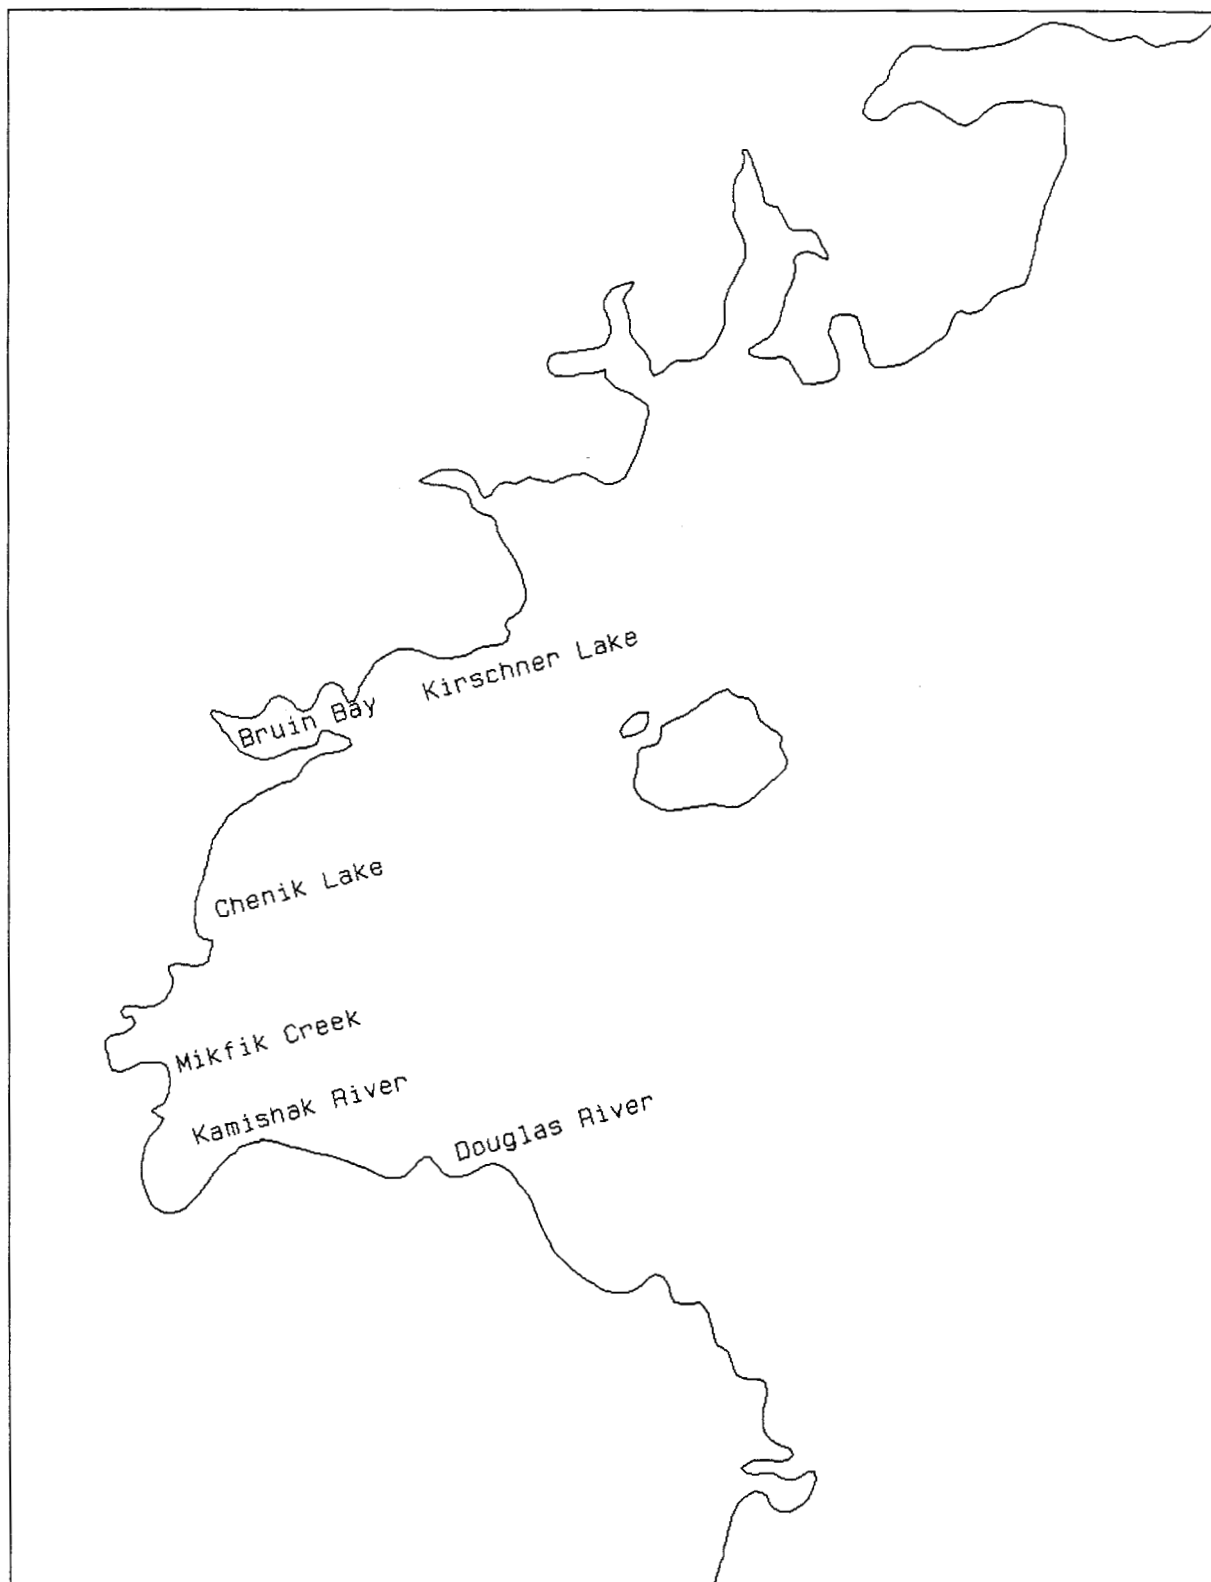 Kirschner Lake
Bruin Bay
Chenik Lake
Mikfik Creek
Kamishak River
Douglas River